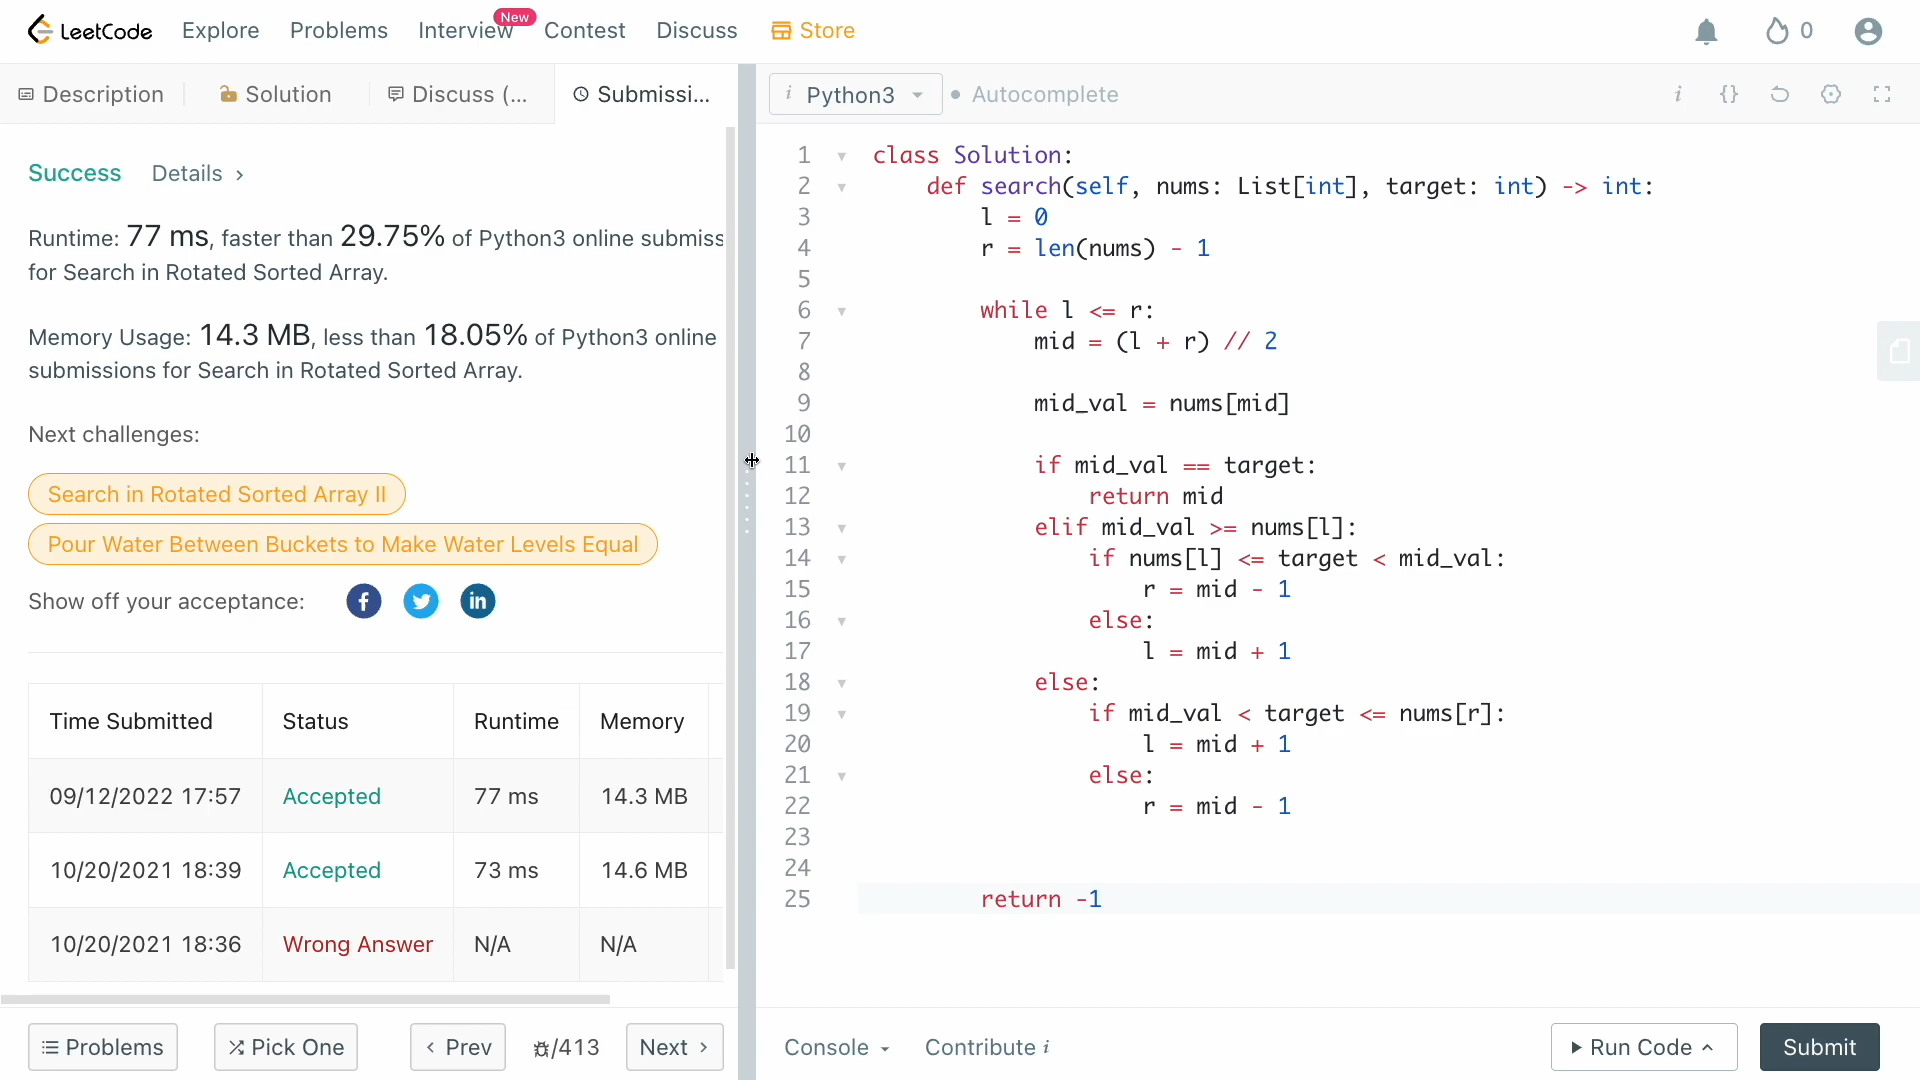 LeetCode Explore Problems Interview New Contest Discuss Store 0
Description Solution Discuss (... Submissi...
Python3 Autocomplete
Success Details
Runtime: 77 ms, faster than 29.75% of Python3 online submiss
for Search in Rotated Sorted Array.
Memory Usage: 14.3 MB, less than 18.05% of Python3 online
submissions for Search in Rotated Sorted Array.
Next challenges:
Search in Rotated Sorted Array II
Pour Water Between Buckets to Make Water Levels Equal
Show off your acceptance:
Time Submitted Status Runtime Memory
09/12/2022 17:57 Accepted 77 ms 14.3 MB
10/20/2021 18:39 Accepted 73 ms 14.6 MB
10/20/2021 18:36 Wrong Answer N/A N/A
Problems Pick One < Prev /413 Next >
1 class Solution:
2 def search(self, nums: List[int], target: int) -> int:
3 l = 0
4 r = len(nums) - 1
5
6 while l <= r:
7 mid = (l + r) // 2
8
9 mid_val = nums[mid]
10
11 if mid_val == target:
12 return mid
13 elif mid_val >= nums[l]:
14 if nums[l] <= target < mid_val:
15 r = mid - 1
16 else:
17 l = mid + 1
18 else:
19 if mid_val < target <= nums[r]:
20 l = mid + 1
21 else:
22 r = mid - 1
23
24
25 return -1
Console Contribute i Run Code Submit